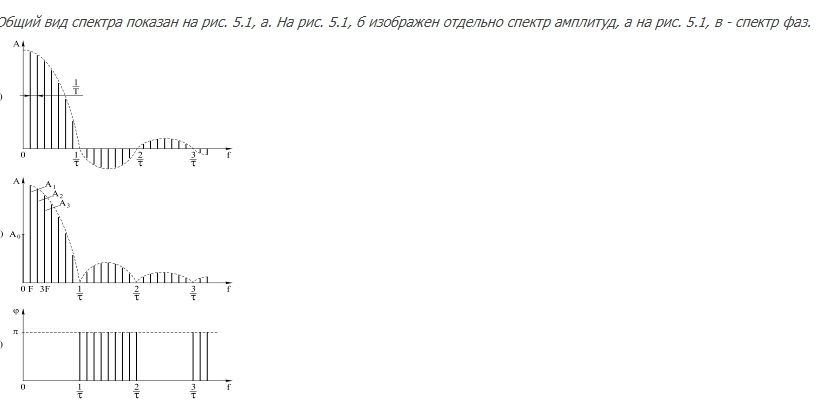 Общий вид спектра показан на рис. 5.1, а. На рис. 5.1, б изображен отдельно спектр амплитуд, а на рис. 5.1, в - спектр фаз.
A
1/T
)
0 1/τ 2/τ 3/τ f
A
A1
A2
A3
) A0
0 F 3F 1/τ 2/τ 3/τ f
φ
π
)
0 1/τ 2/τ 3/τ f